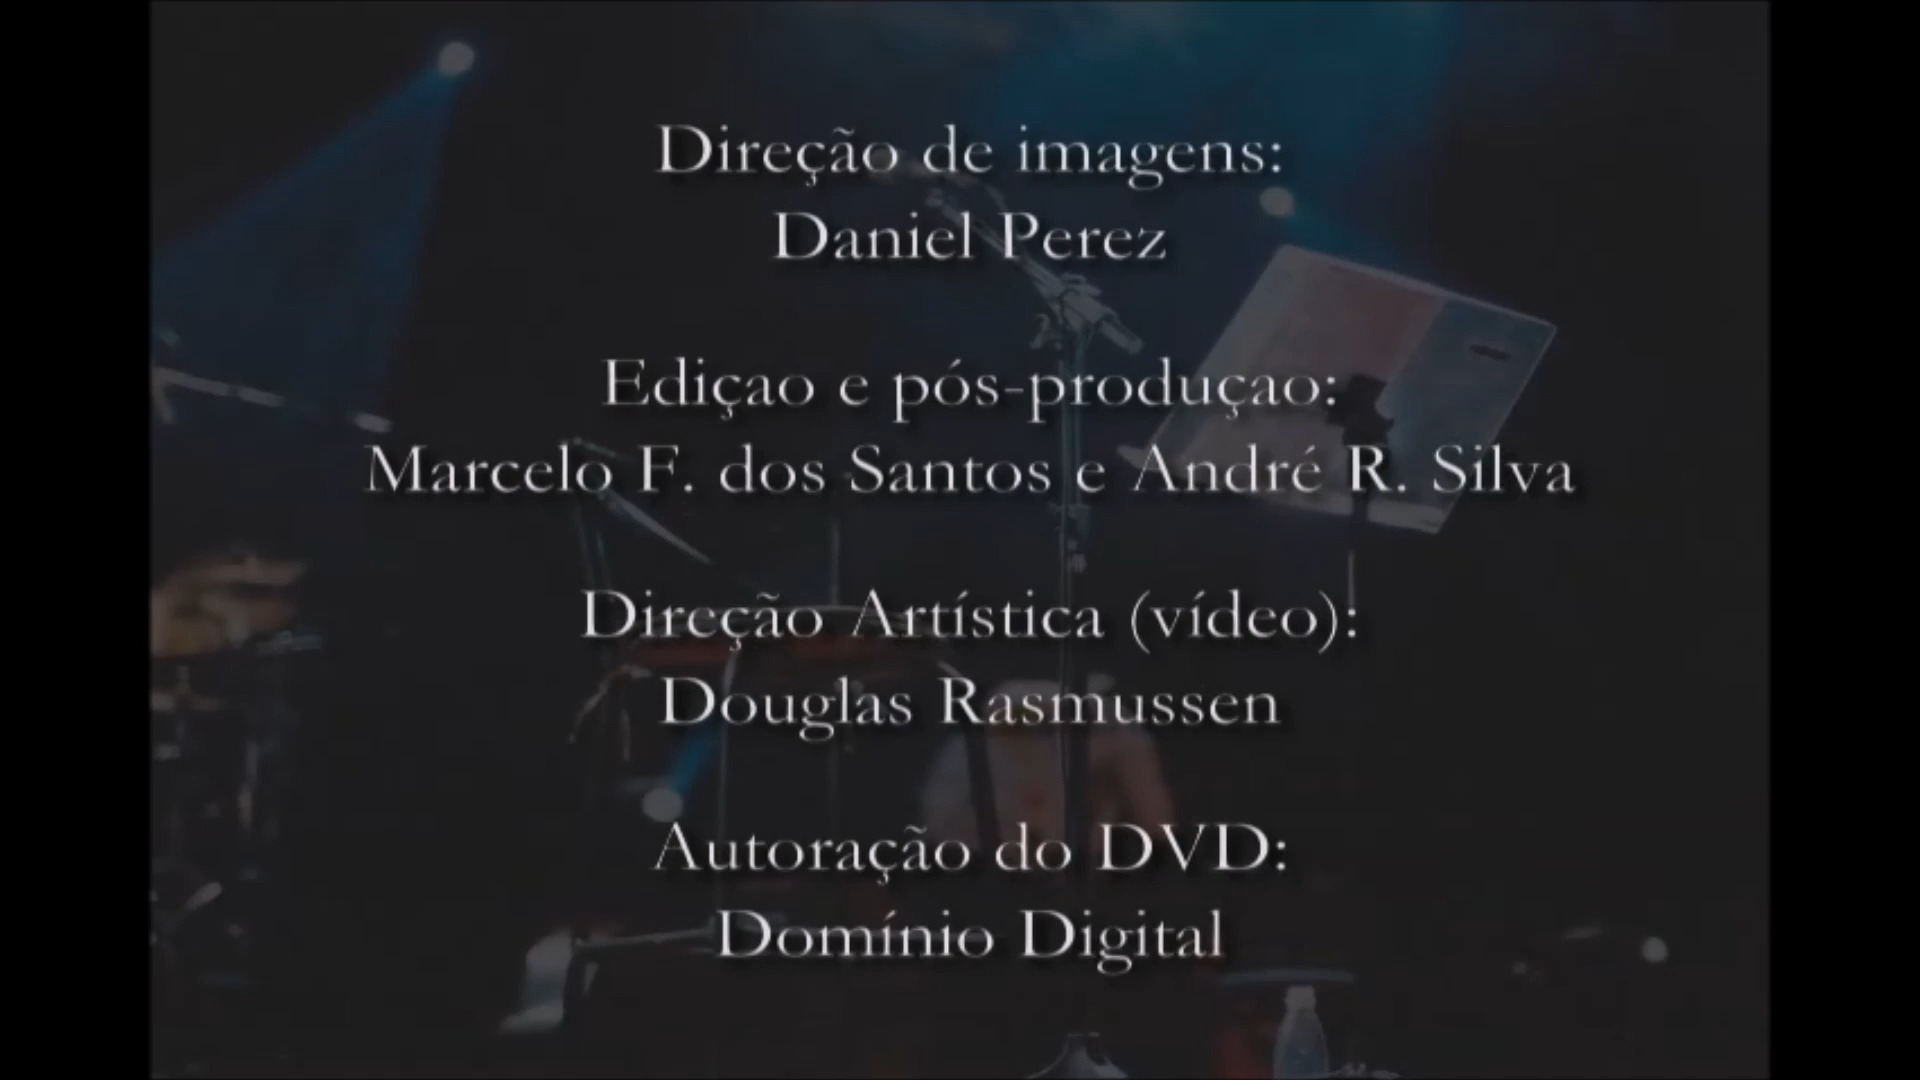 Direção de imagens:
Daniel Perez
Ediçao e pós-produçao:
Marcelo F. dos Santos e André R. Silva
Direção Artística (vídeo):
Douglas Rasmussen
Autoração do DVD:
Domínio Digital